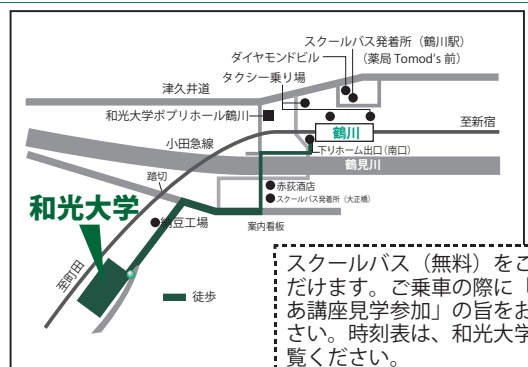 スクールバス発着所（鶴川駅）
（薬局 Tomod's 前）
ダイヤモンドビル
タクシー乗り場
津久井道
和光大学ポプリホール鶴川
鶴川
至新宿
小田急線
下りホーム出口（南口）
鶴見川
踏切
赤荻酒店
スクールバス発着所（大正橋）
和光大学
納豆工場
案内看板
至町田
徒歩
スクールバス（無料）をご
だけます。ご乗車の際に「
あ講座見学参加」の旨をお
さい。時刻表は、和光大学
覧ください。